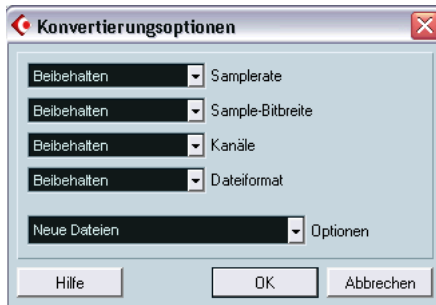 Konvertierungsoptionen
Beibehalten Samplerate
Beibehalten Sample-Bitbreite
Beibehalten Kanäle
Beibehalten Dateiformat
Neue Dateien Optionen
Hilfe OK Abbrechen